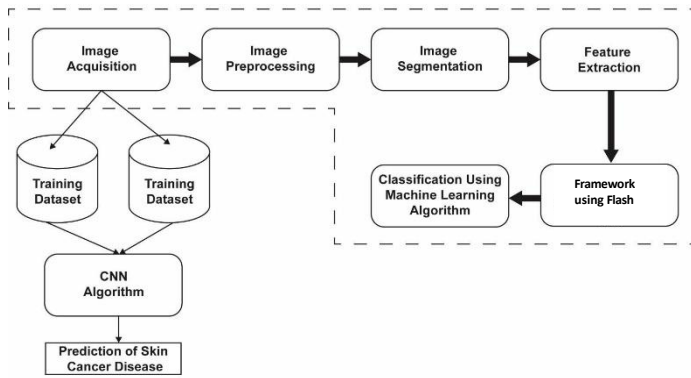 Image
Acquisition
Image
Preprocessing
Image
Segmentation
Feature
Extraction
Training
Dataset
Training
Dataset
Classification Using
Machine Learning
Algorithm
Framework
using Flash
CNN
Algorithm
Prediction of Skin
Cancer Disease